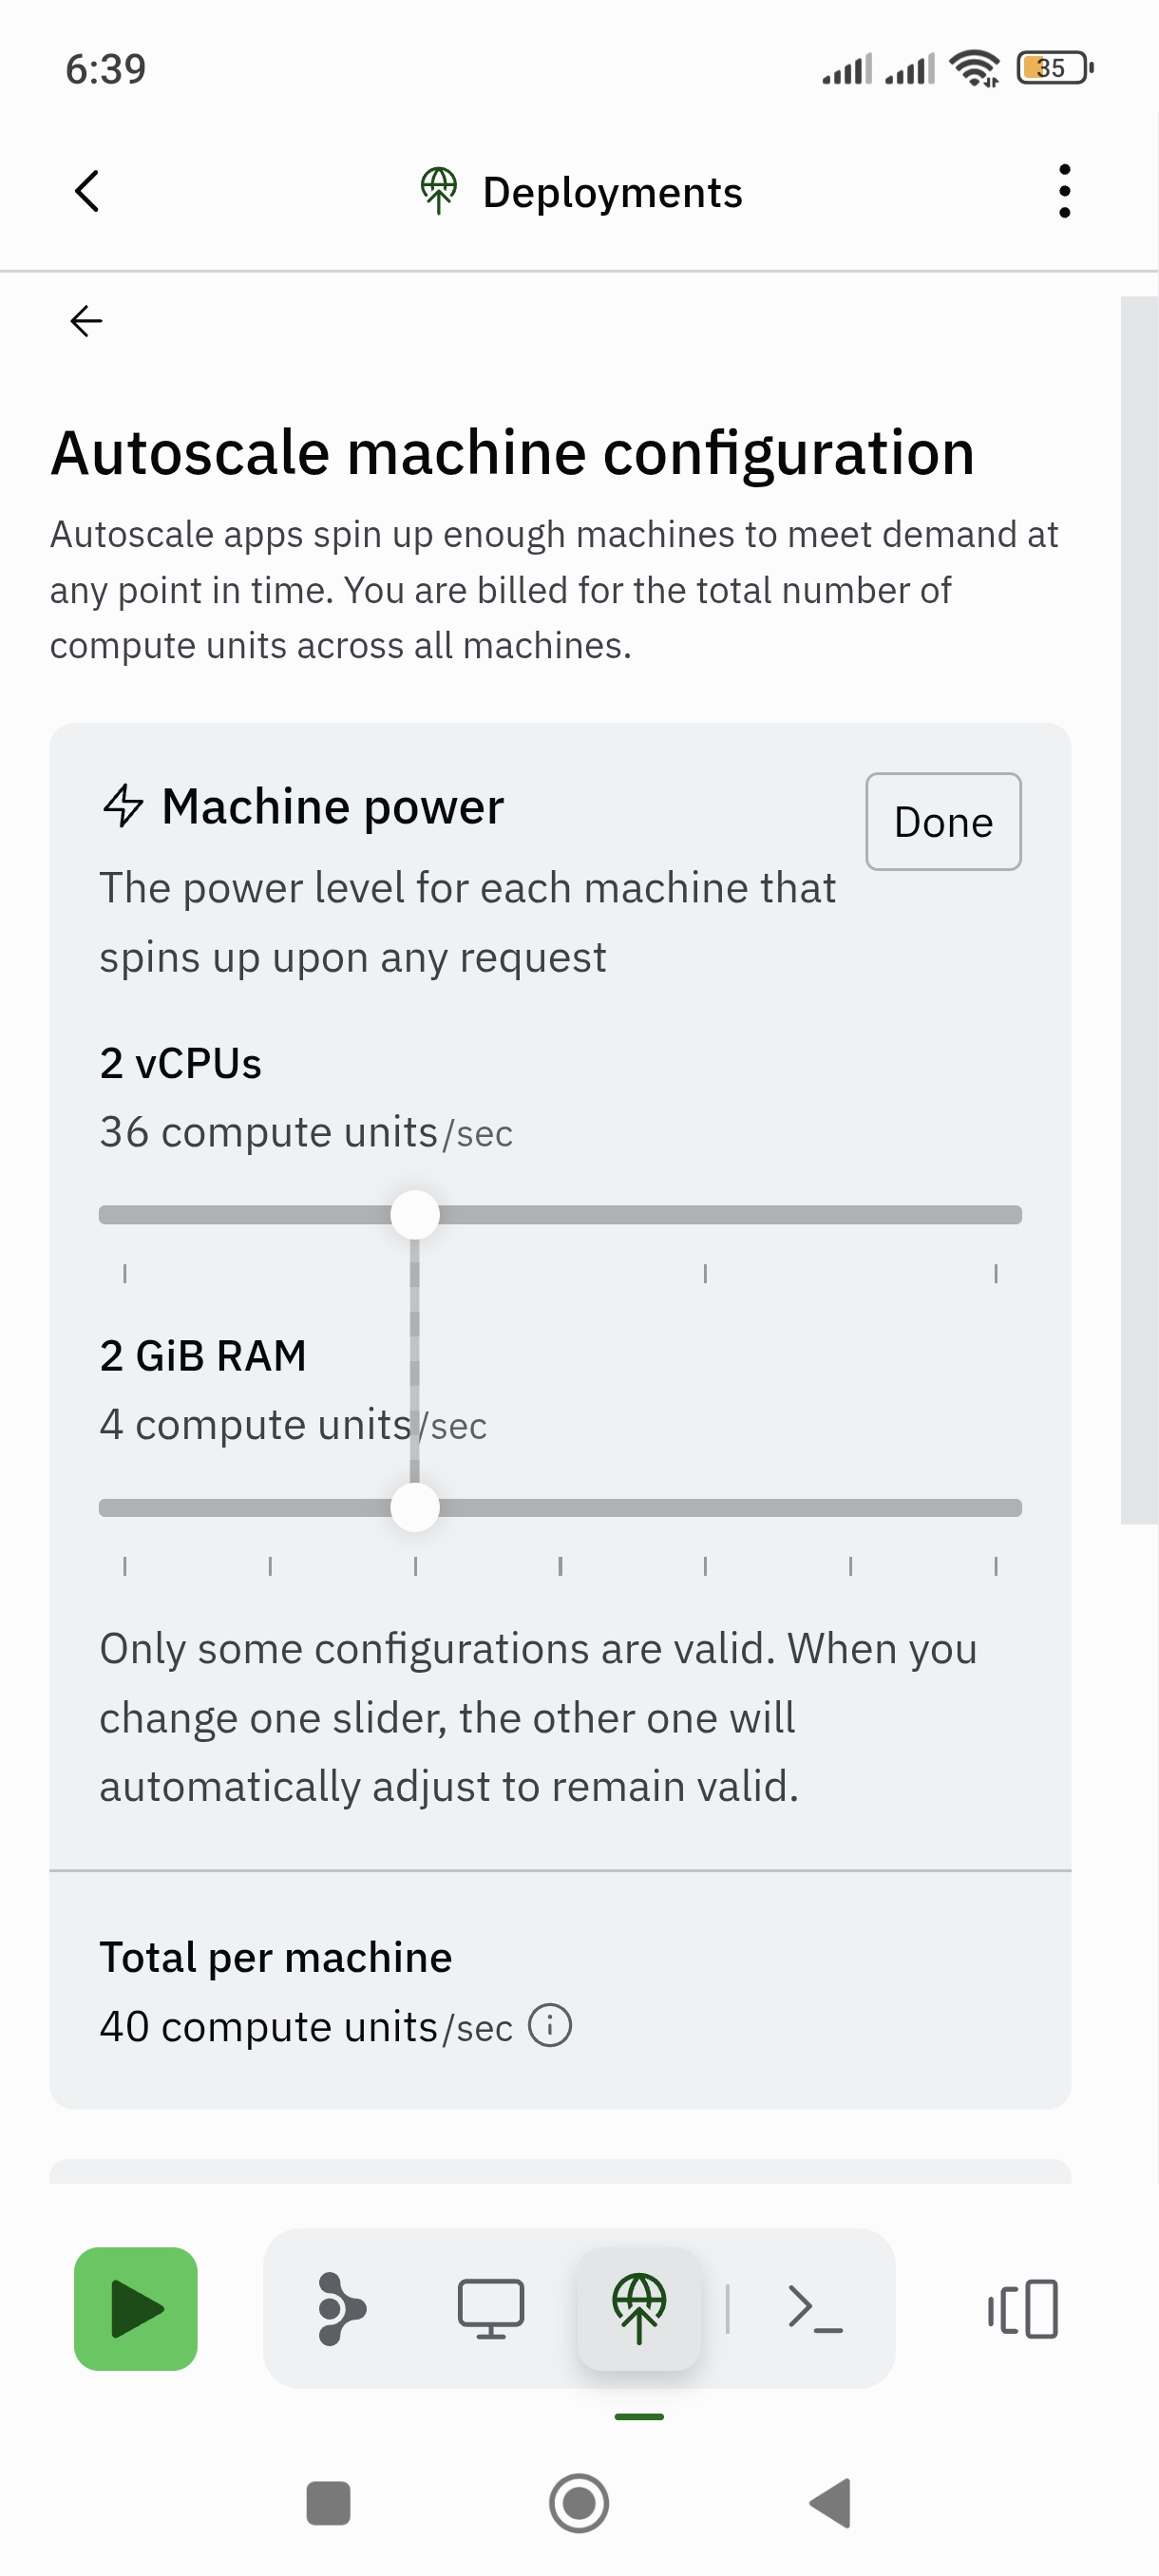 6:39
35
Deployments
Autoscale machine configuration
Autoscale apps spin up enough machines to meet demand at
any point in time. You are billed for the total number of
compute units across all machines.
Machine power
Done
The power level for each machine that
spins up upon any request
2 vCPUs
36 compute units/sec
2 GiB RAM
4 compute units/sec
Only some configurations are valid. When you
change one slider, the other one will
automatically adjust to remain valid.
Total per machine
40 compute units/sec